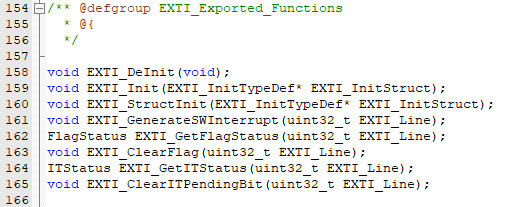 154 /** @defgroup EXTI_Exported_Functions
155   * @{
156   */
157
158 void EXTI_DeInit(void);
159 void EXTI_Init(EXTI_InitTypeDef* EXTI_InitStruct);
160 void EXTI_StructInit(EXTI_InitTypeDef* EXTI_InitStruct);
161 void EXTI_GenerateSWInterrupt(uint32_t EXTI_Line);
162 FlagStatus EXTI_GetFlagStatus(uint32_t EXTI_Line);
163 void EXTI_ClearFlag(uint32_t EXTI_Line);
164 ITStatus EXTI_GetITStatus(uint32_t EXTI_Line);
165 void EXTI_ClearITPendingBit(uint32_t EXTI_Line);
166